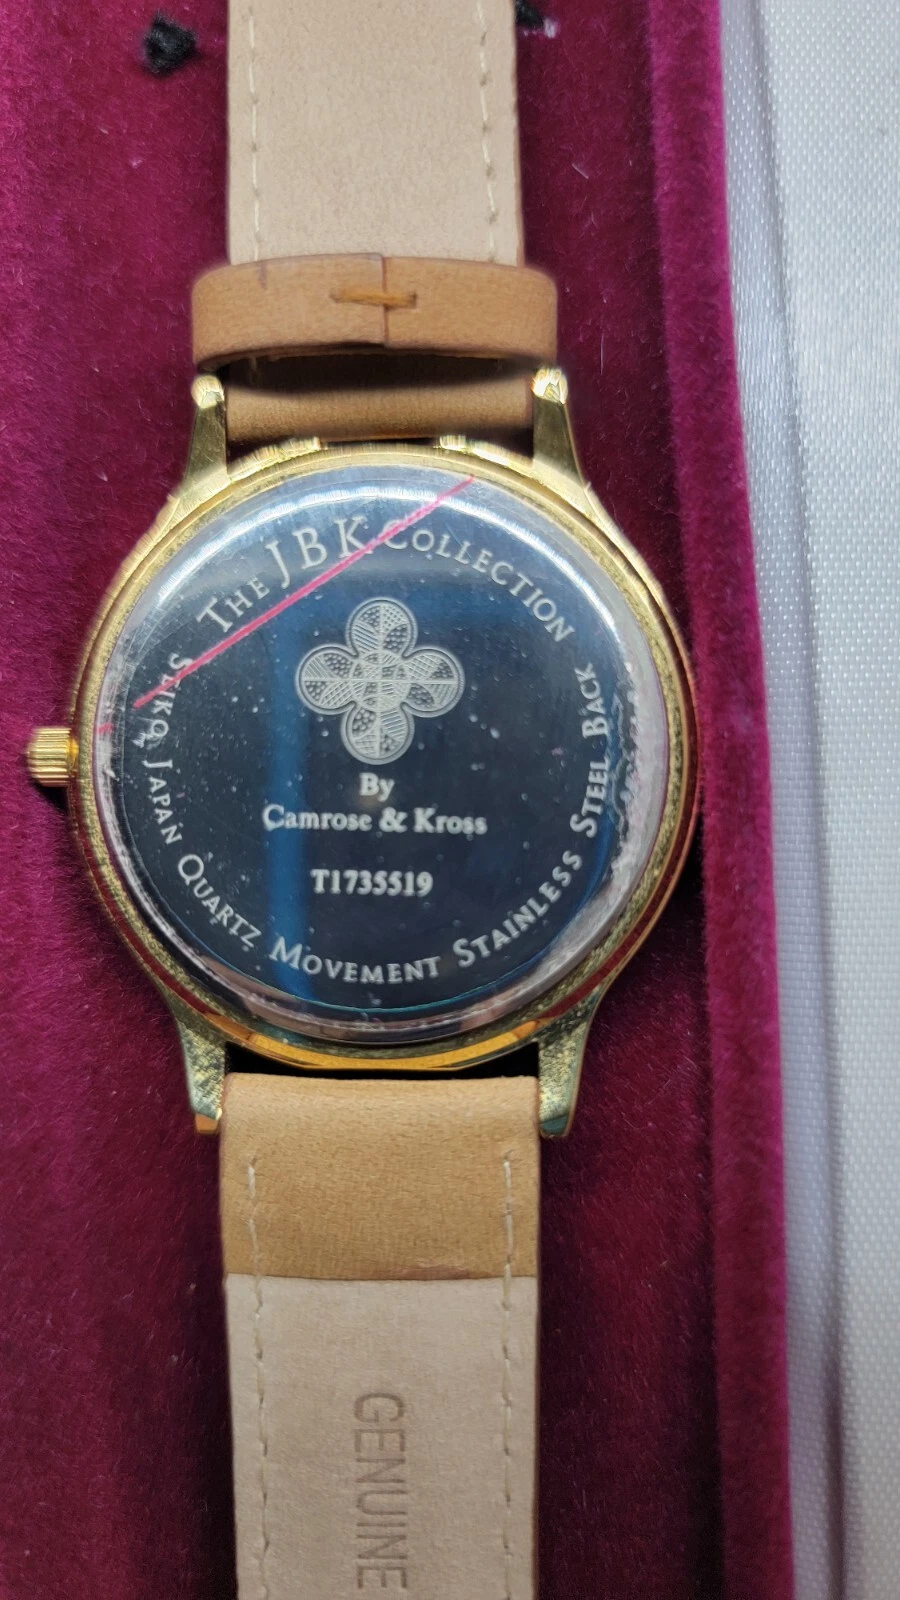 THE JBK COLLECTION
By
Camrose & Kross
T1735519
SEIKO, JAPAN QUARTZ MOVEMENT STAINLESS STEEL BACK
GENUINE